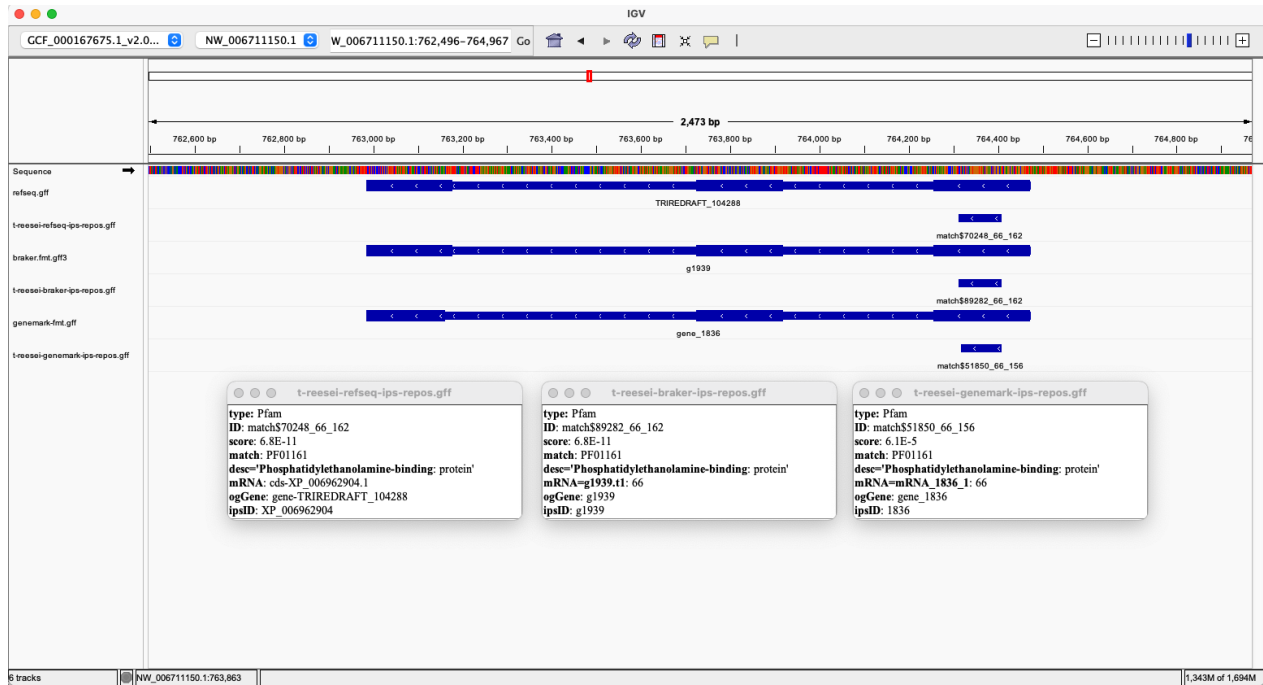 IGV
GCF_000167675.1_v2.0... NW_006711150.1 W_006711150.1:762,496-764,967 Go
2,473 bp
762,600 bp 762,800 bp 763,000 bp 763,200 bp 763,400 bp 763,600 bp 763,800 bp 764,000 bp 764,200 bp 764,400 bp 764,600 bp 764,800 bp 76
Sequence
refseq.gff
TRIREDRAFT_104288
t-reesei-refseq-ips-repos.gff
match$70248_66_162
braker.fmt.gff3
g1939
t-reesei-braker-ips-repos.gff
match$89282_66_162
genemark-fmt.gff
gene_1836
t-reesei-genemark-ips-repos.gff
match$51850_66_156
t-reesei-refseq-ips-repos.gff
type: Pfam
ID: match$70248_66_162
score: 6.8E-11
match: PF01161
desc='Phosphatidylethanolamine-binding: protein'
mRNA: cds-XP_006962904.1
ogGene: gene-TRIREDRAFT_104288
ipsID: XP_006962904
t-reesei-braker-ips-repos.gff
type: Pfam
ID: match$89282_66_162
score: 6.8E-11
match: PF01161
desc='Phosphatidylethanolamine-binding: protein'
mRNA=g1939.t1: 66
ogGene: g1939
ipsID: g1939
t-reesei-genemark-ips-repos.gff
type: Pfam
ID: match$51850_66_156
score: 6.1E-5
match: PF01161
desc='Phosphatidylethanolamine-binding: protein'
mRNA=mRNA_1836_1: 66
ogGene: gene_1836
ipsID: 1836
6 tracks NW_006711150.1:763,863 1,343M of 1,694M